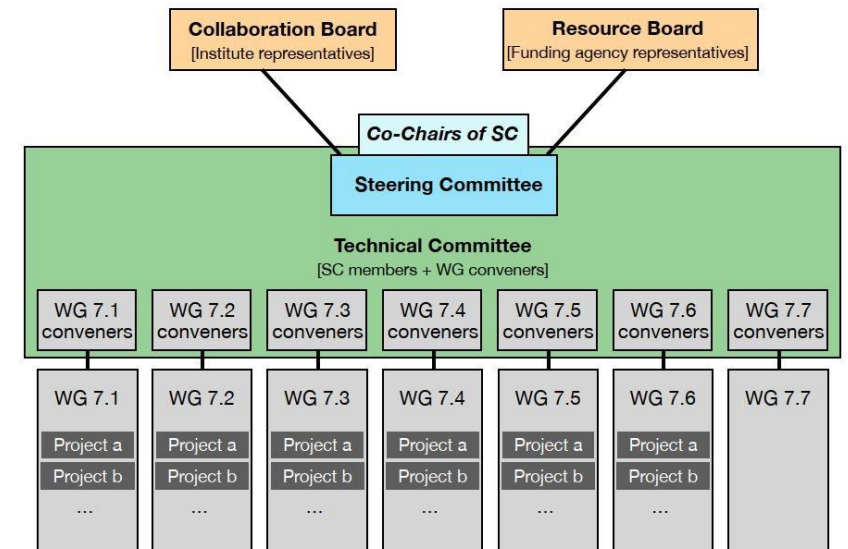 Collaboration Board
[Institute representatives]
Resource Board
[Funding agency representatives]
Co-Chairs of SC
Steering Committee
Technical Committee
[SC members + WG conveners]
WG 7.1
conveners
WG 7.2
conveners
WG 7.3
conveners
WG 7.4
conveners
WG 7.5
conveners
WG 7.6
conveners
WG 7.7
conveners
WG 7.1
Project a
Project b
...
WG 7.2
Project a
Project b
...
WG 7.3
Project a
Project b
...
WG 7.4
Project a
Project b
...
WG 7.5
Project a
Project b
...
WG 7.6
Project a
Project b
...
WG 7.7